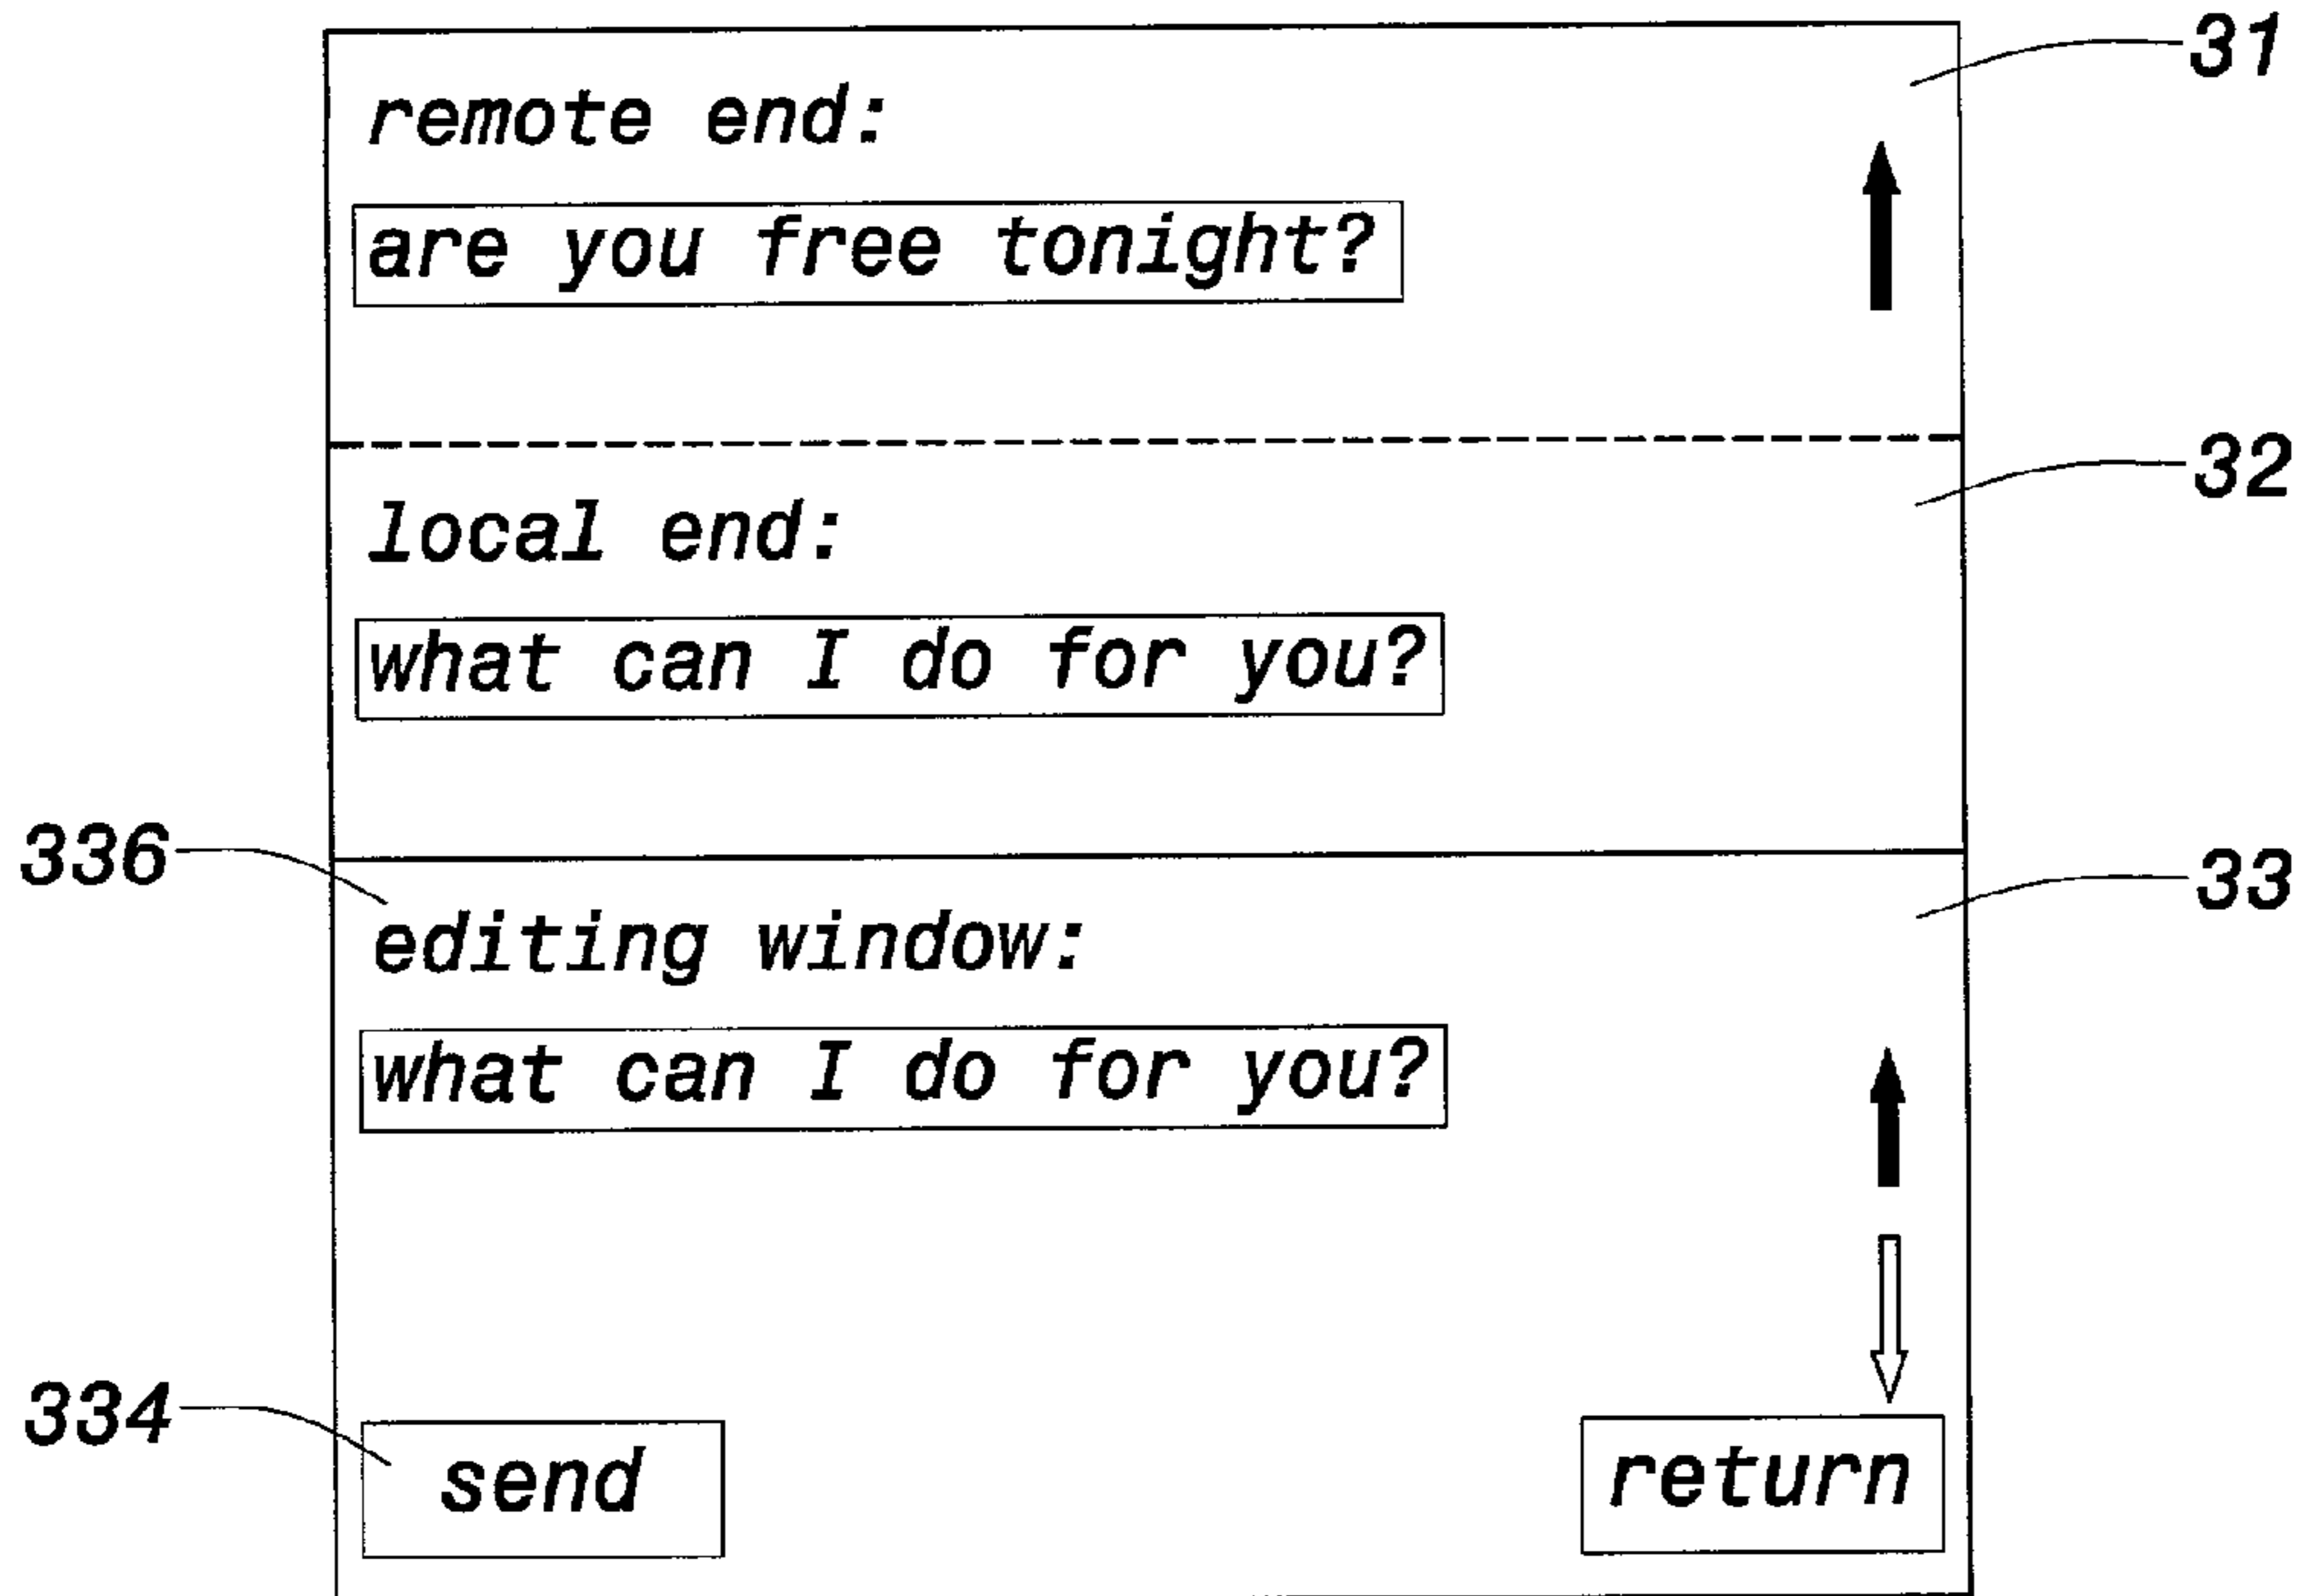 31
remote end:
are you free tonight?
32
local end:
what can I do for you?
336
33
editing window:
what can I do for you?
334
send
return